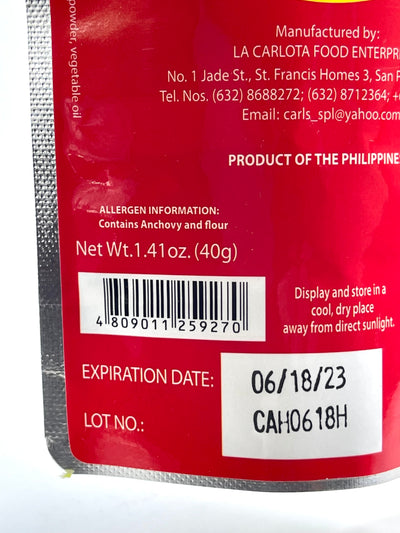 powder, vegetable oil
Manufactured by:
LA CARLOTA FOOD ENTERPR
No. 1 Jade St., St. Francis Homes 3, San P
Tel. Nos. (632) 8688272; (632) 8712364; +
Email: carls_spl@yahoo.com
PRODUCT OF THE PHILIPPINES
ALLERGEN INFORMATION:
Contains Anchovy and flour
Net Wt.1.41oz. (40g)
4 809011 259270
Display and store in a
cool, dry place
away from direct sunlight.
EXPIRATION DATE: 06/18/23
LOT NO.: CAH0618H